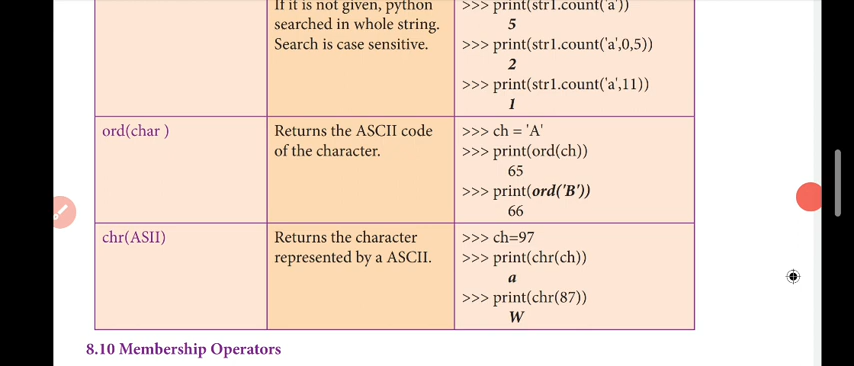 If it is not given, python
searched in whole string.
Search is case sensitive.
>>> print(str1.count('a'))
5
>>> print(str1.count('a',0,5))
2
>>> print(str1.count('a',11))
1
ord(char )
Returns the ASCII code
of the character.
>>> ch = 'A'
>>> print(ord(ch))
65
>>> print(ord('B'))
66
chr(ASII)
Returns the character
represented by a ASCII.
>>> ch=97
>>> print(chr(ch))
a
>>> print(chr(87))
W
8.10 Membership Operators